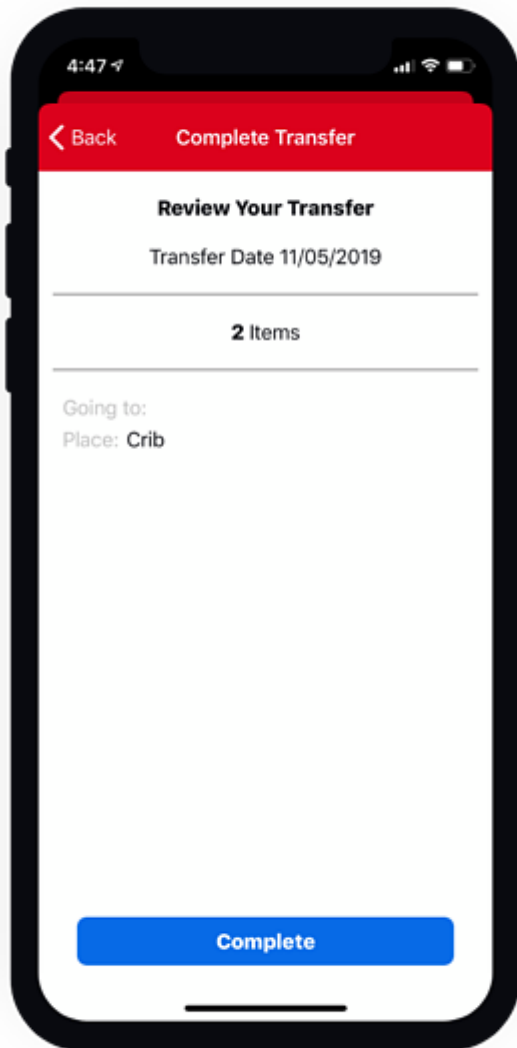 4:47
Back Complete Transfer
Review Your Transfer
Transfer Date 11/05/2019
2 Items
Going to:
Place: Crib
Complete